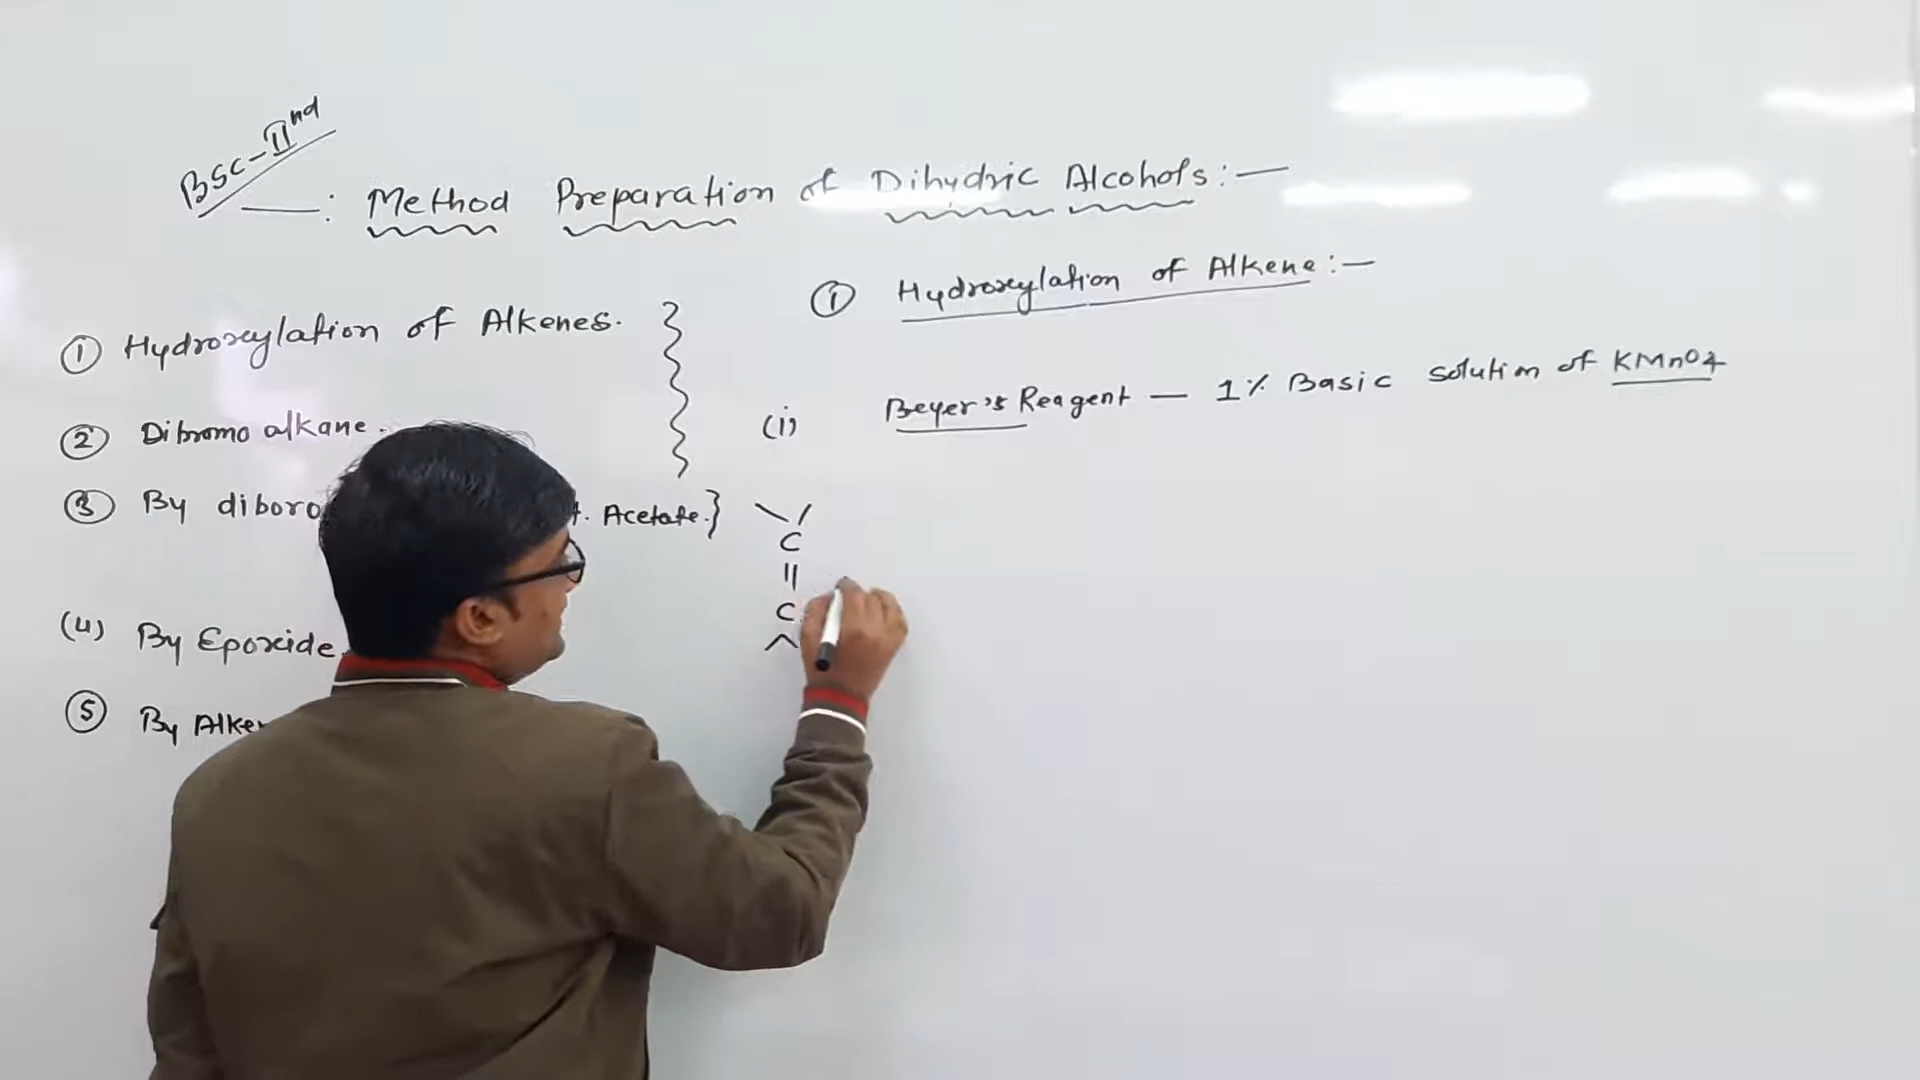 BSC-IInd
: Method Preparation of Dihydric Alcohols:-
① Hydroxylation of Alkenes.
② Dibromo alkane.
③ By diboro
Acetate.}
(4) By Epoxide.
⑤ By Alke
① Hydroxylation of Alkene:-
(i) Beyer's Reagent - 1% Basic solution of KMnO4
C
||
C